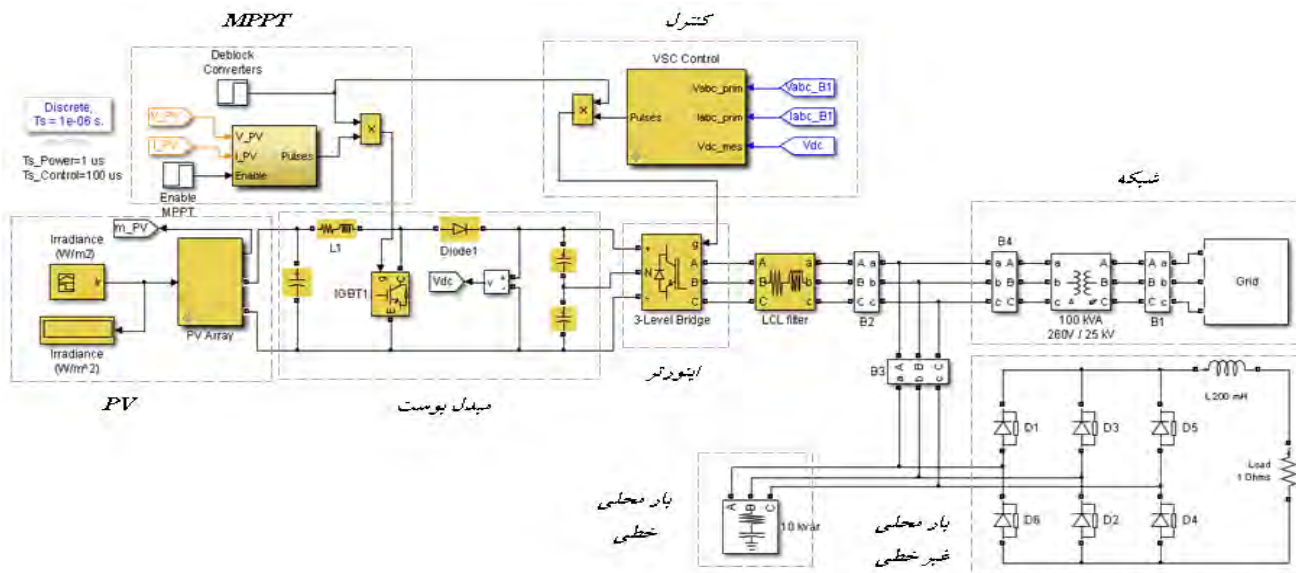 MPPT
کنترل
Deblock
Converters
VSC Control
Discrete,
Ts = 1e-06 s.
V_PV
I_PV
V_PV
I_PV
Enable
Pulses
×
×
Pulses
Vabc_prim
Iabc_prim
Vdc_mes
Vabc_B1
Iabc_B1
Vdc
Ts_Power=1 us
Ts_Control=100 us
Enable
MPPT
شبکه
m_PV
Irradiance
(W/m2)
Ir
PV Array
Irradiance
(W/m^2)
L1
Diode1
IGBT1
C
E
Vdc
v
+
-
+
N
-
g
A
B
C
3-Level Bridge
A
B
C
LCL filter
a
b
c
A a
B b
C c
B2
B4
a A
b B
c C
a
b
c
A
B
C
100 kVA
260V / 25 kV
A a
B b
C c
B1
Grid
PV
مبدل بوست
اینورتر
B3
A B C
a b c
L 200 mH
D1
D3
D5
Load
1 Ohms
D6
D2
D4
بار محلی
خطی
A B C
10 kvar
بار محلی
غیر خطی